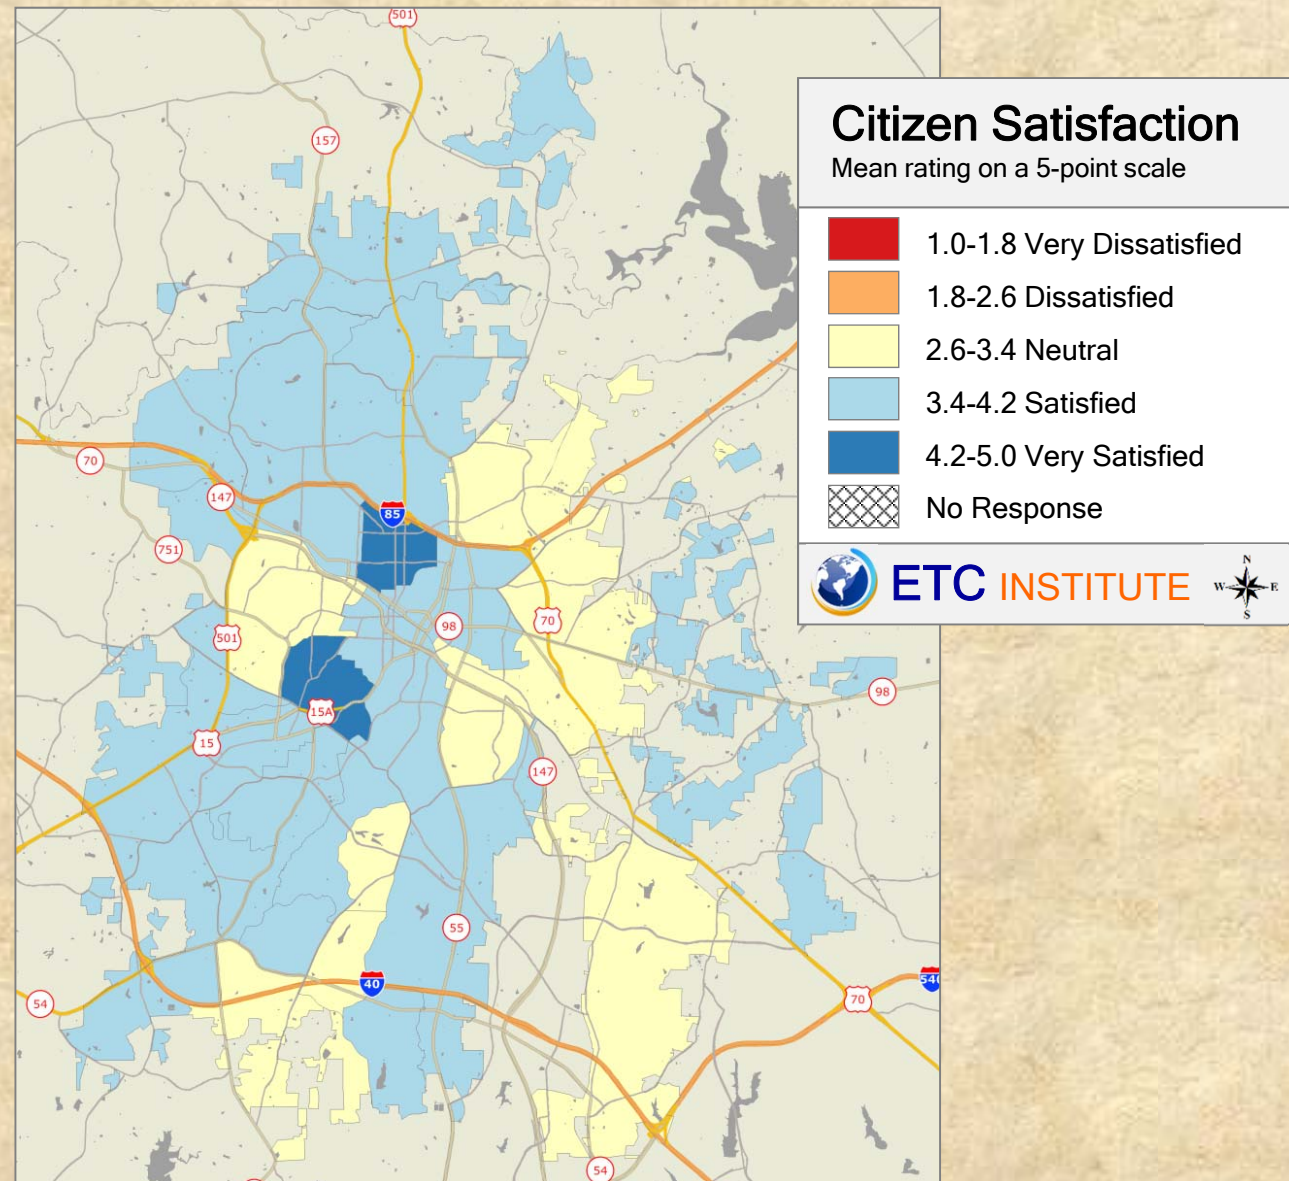 501
157
Citizen Satisfaction
Mean rating on a 5-point scale
1.0-1.8 Very Dissatisfied
1.8-2.6 Dissatisfied
2.6-3.4 Neutral
3.4-4.2 Satisfied
4.2-5.0 Very Satisfied
No Response
ETC INSTITUTE
N
W E
S
70
147
85
751
501
98
70
15A
15
98
147
55
40
54
540
70
54